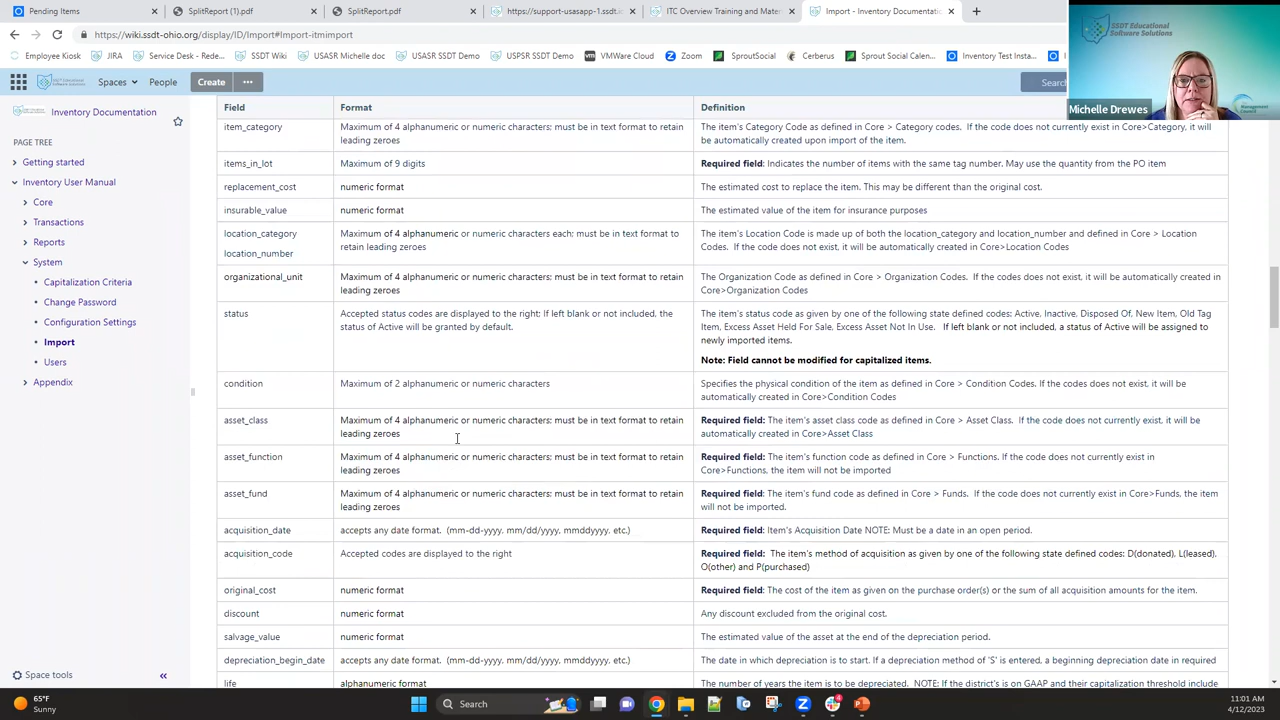 Pending Items
SplitReport (1).pdf
SplitReport.pdf
https://support-usasapp-1.ssdt.io
ITC Overview Training and Mater
Import - Inventory Documentation
https://wiki.ssdt-ohio.org/display/ID/Import#Import-itmimport
Employee Kiosk
JIRA
Service Desk - Rede...
SSDT Wiki
USASR Michelle doc
USASR SSDT Demo
USPSR SSDT Demo
VMWare Cloud
Zoom
SproutSocial
Cerberus
Sprout Social Calen...
Inventory Test Insta...
SSDT Educational
Software Solutions
Management
Council
Michelle Drewes
Spaces
People
Create
Search
Inventory Documentation
PAGE TREE
Getting started
Inventory User Manual
Core
Transactions
Reports
System
Capitalization Criteria
Change Password
Configuration Settings
Import
Users
Appendix
Space tools
Field Format Definition
item_category Maximum of 4 alphanumeric or numeric characters: must be in text format to retain The item's Category Code as defined in Core > Category codes. If the code does not currently exist in Core>Category, it will
leading zeroes be automatically created upon import of the item.
items_in_lot Maximum of 9 digits Required field: Indicates the number of items with the same tag number. May use the quantity from the PO item
replacement_cost numeric format The estimated cost to replace the item. This may be different than the original cost.
insurable_value numeric format The estimated value of the item for insurance purposes
location_category Maximum of 4 alphanumeric or numeric characters each: must be in text format to The item's Location Code is made up of both the location_category and location_number and defined in Core > Location
location_number retain leading zeroes Codes. If the code does not exist, it will be automatically created in Core>Location Codes
organizational_unit Maximum of 4 alphanumeric or numeric characters: must be in text format to retain The Organization Code as defined in Core > Organization Codes. If the codes does not exist, it will be automatically created in
leading zeroes Core>Organization Codes
status Accepted status codes are displayed to the right: If left blank or not included, the The item's status code as given by one of the following state defined codes: Active, Inactive, Disposed Of, New Item, Old Tag
status of Active will be granted by default. Item, Excess Asset Held For Sale, Excess Asset Not In Use. If left blank or not included, a status of Active will be assigned to
newly imported items.
Note: Field cannot be modified for capitalized items.
condition Maximum of 2 alphanumeric or numeric characters Specifies the physical condition of the item as defined in Core > Condition Codes. If the codes does not exist, it will be
automatically created in Core>Condition Codes
asset_class Maximum of 4 alphanumeric or numeric characters: must be in text format to retain Required field: The item's asset class code as defined in Core > Asset Class. If the code does not currently exist, it will be
leading zeroes automatically created in Core>Asset Class
asset_function Maximum of 4 alphanumeric or numeric characters: must be in text format to retain Required field: The item's function code as defined in Core > Functions. If the code does not currently exist in
leading zeroes Core>Functions, the item will not be imported
asset_fund Maximum of 4 alphanumeric or numeric characters: must be in text format to retain Required field: The item's fund code as defined in Core > Funds. If the code does not currently exist in Core>Funds, the item
leading zeroes will not be imported.
acquisition_date accepts any date format. (mm-dd-yyyy. mm/dd/yyyy. mmddyyyy. etc.) Required field: Item's Acquisition Date NOTE: Must be a date in an open period.
acquisition_code Accepted codes are displayed to the right Required field: The item's method of acquisition as given by one of the following state defined codes: D(donated). L(leased).
O(other) and P(purchased)
original_cost numeric format Required field: The cost of the item as given on the purchase order(s) or the sum of all acquisition amounts for the item.
discount numeric format Any discount excluded from the original cost.
salvage_value numeric format The estimated value of the asset at the end of the depreciation period.
depreciation_begin_date accepts any date format. (mm-dd-yyyy. mm/dd/yyyy. mmddyyyy. etc.) The date in which depreciation is to start. If a depreciation method of 'S' is entered, a beginning depreciation date in required
life alphanumeric format The number of years the item is to be depreciated. NOTE: If the district's is on GAAP and their capitalization threshold include
65°F
Sunny
Search
11:01 AM
4/12/2023